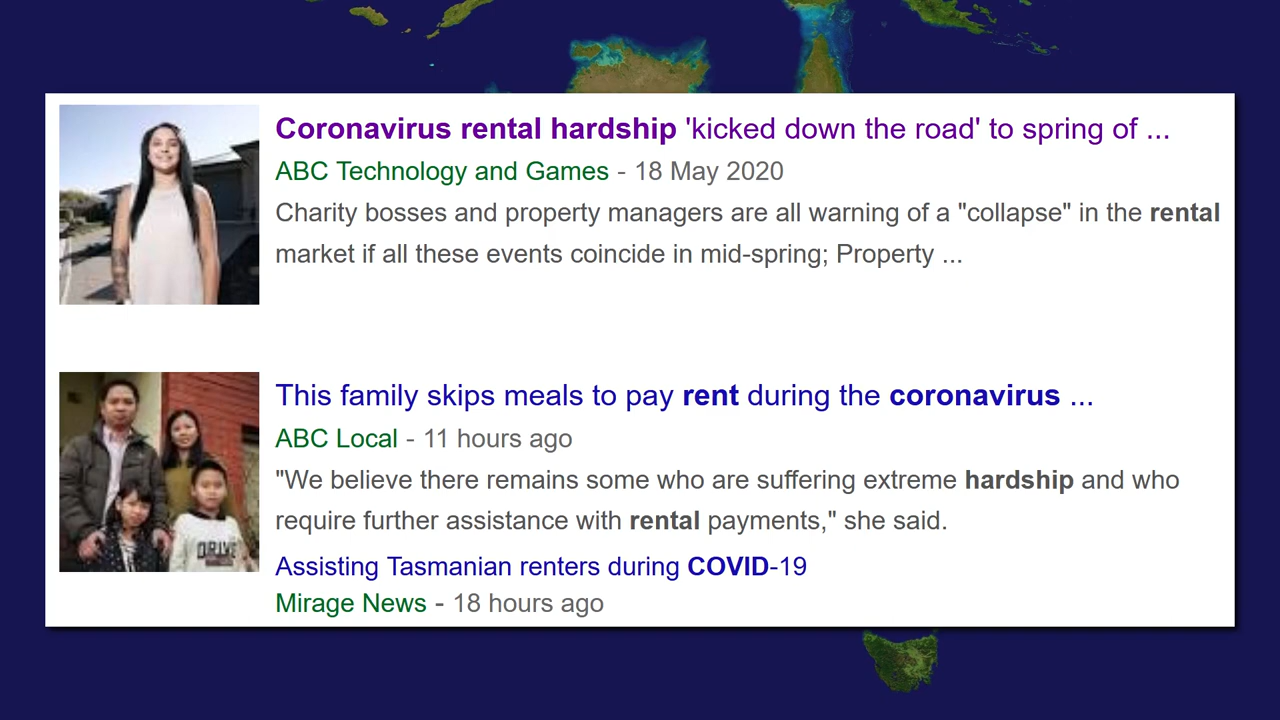 Coronavirus rental hardship 'kicked down the road' to spring of ...
ABC Technology and Games - 18 May 2020
Charity bosses and property managers are all warning of a "collapse" in the rental
market if all these events coincide in mid-spring; Property ...
This family skips meals to pay rent during the coronavirus ...
ABC Local - 11 hours ago
"We believe there remains some who are suffering extreme hardship and who
require further assistance with rental payments," she said.
DRIVE
Assisting Tasmanian renters during COVID-19
Mirage News - 18 hours ago